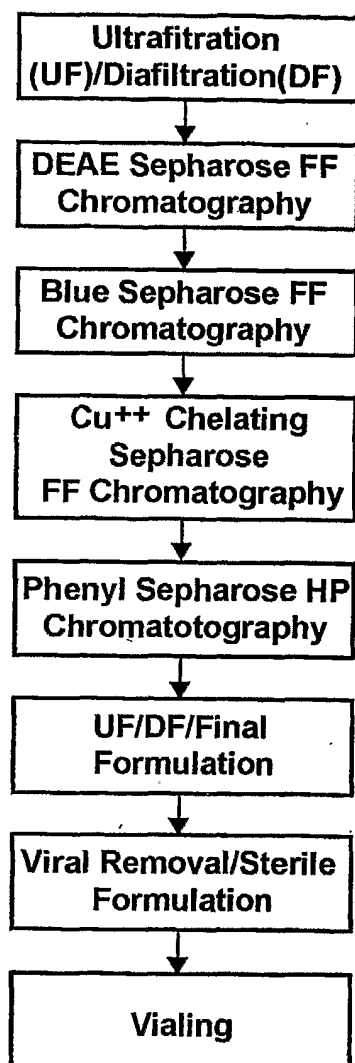 Ultrafitration
(UF)/Diafiltration(DF)
DEAE Sepharose FF
Chromatography
Blue Sepharose FF
Chromatography
Cu++ Chelating
Sepharose
FF Chromatography
Phenyl Sepharose HP
Chromatotography
UF/DF/Final
Formulation
Viral Removal/Sterile
Formulation
Vialing